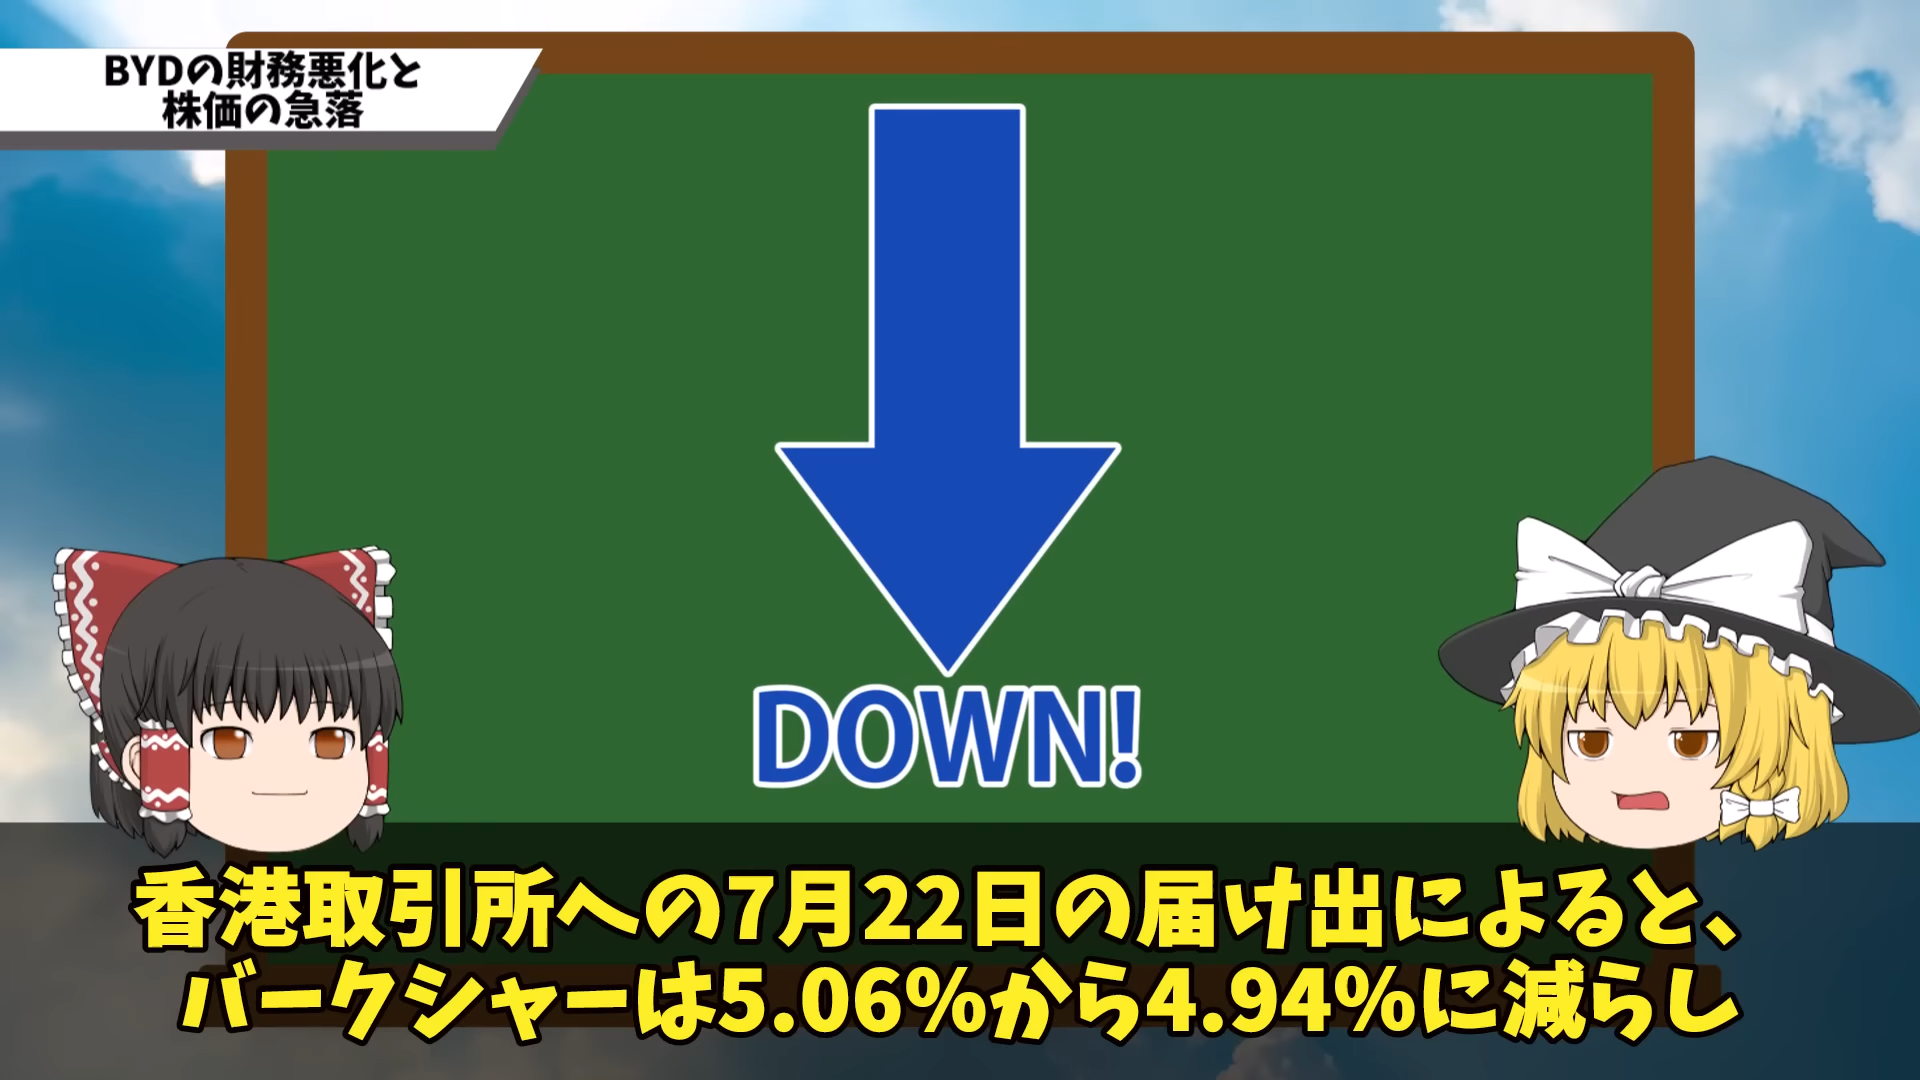 BYDの財務悪化と
株価の急落
DOWN!
香港取引所への7月22日の届け出によると、
バークシャーは5.06%から4.94%に減らし